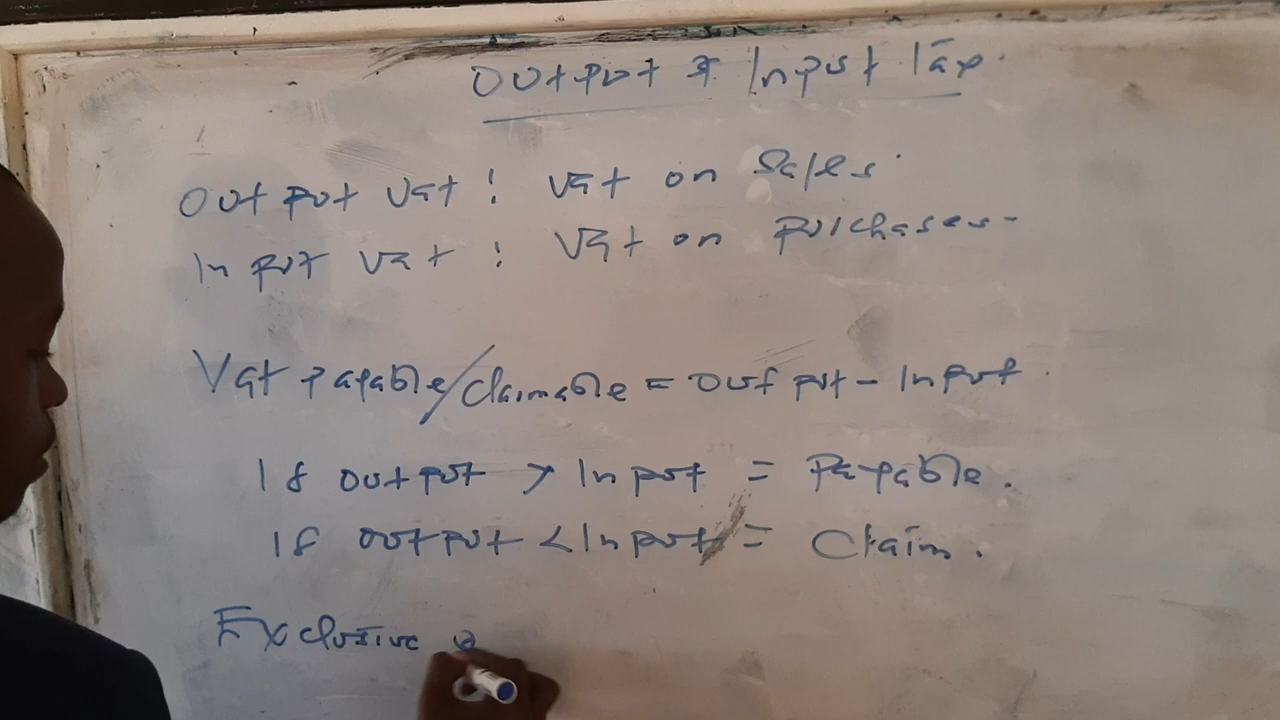 Output & Input Tax.
Output Vat : Vat on Sales.
Input Vat : Vat on purchases-
Vat payable/claimable = output - Input.
If output > Input = Payable.
If output < Input = Claim.
Exclusive